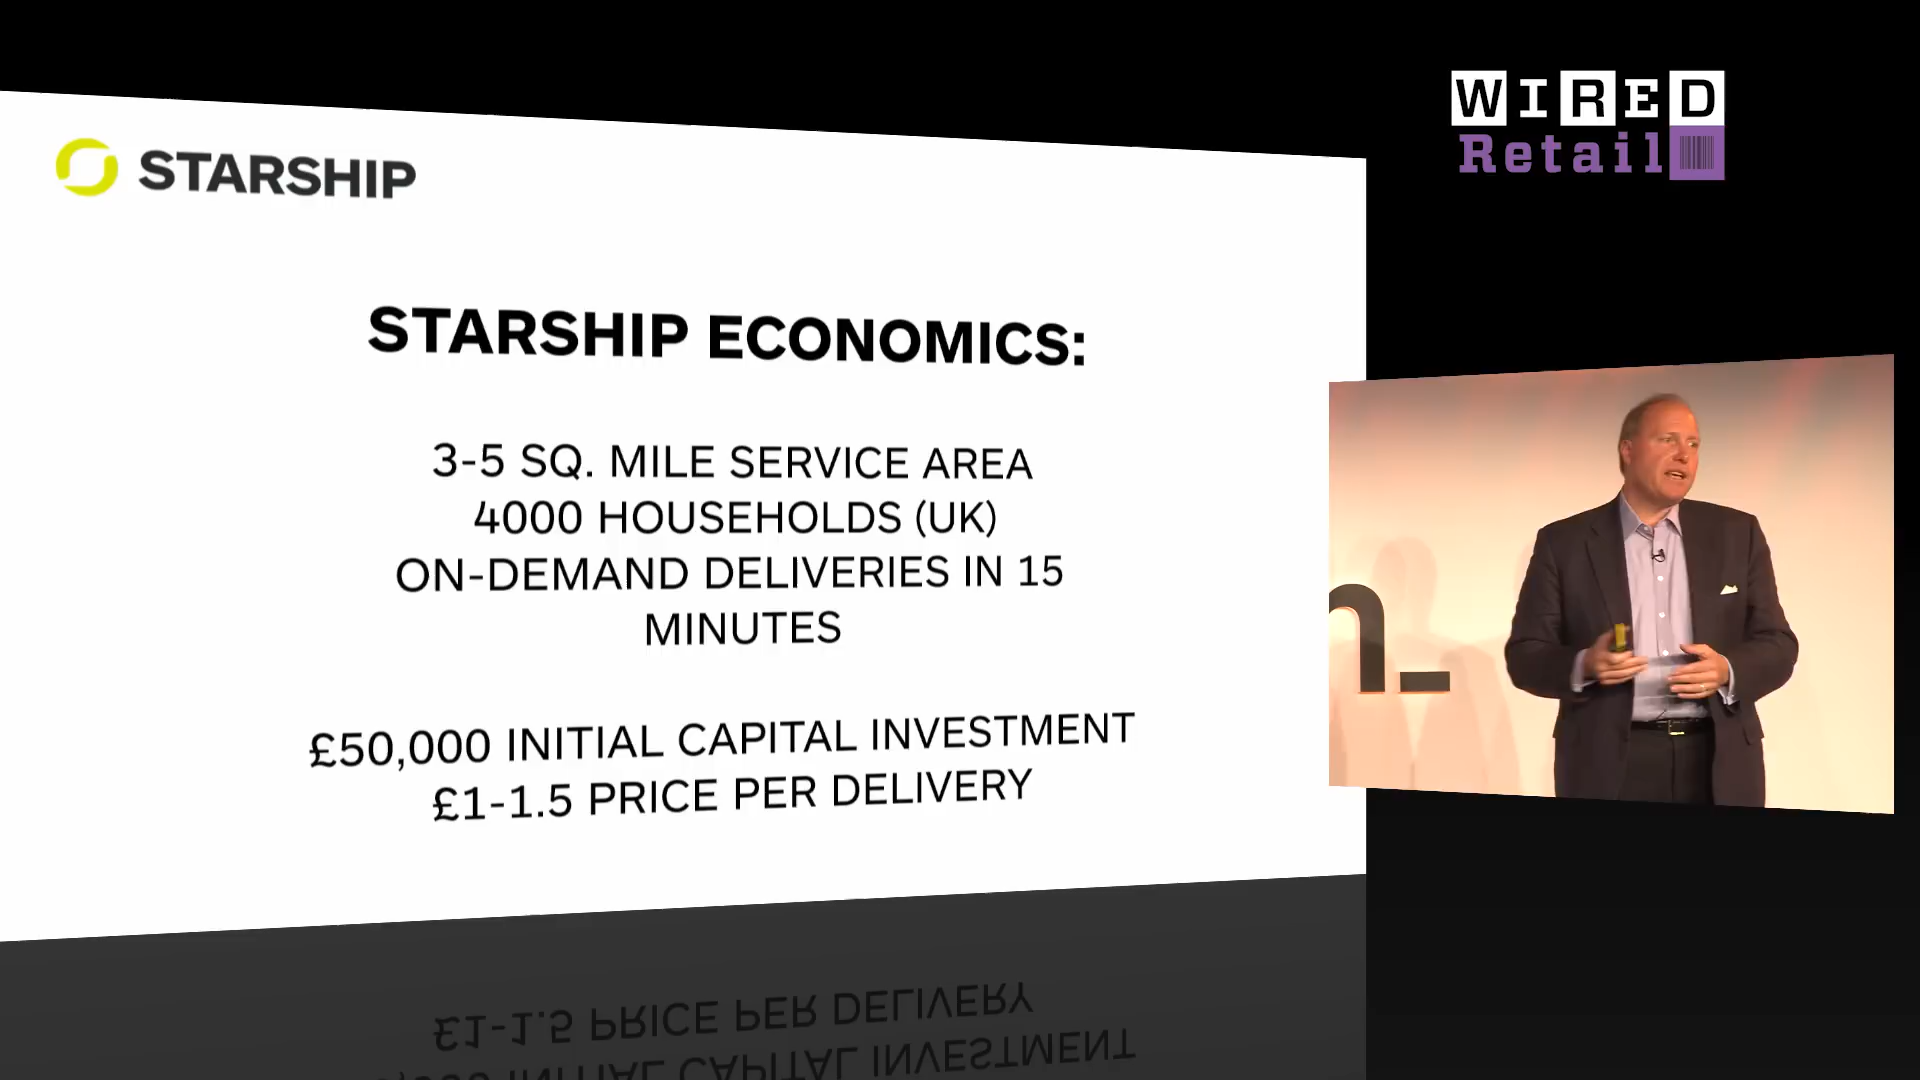 WIRED
Retail
STARSHIP
STARSHIP ECONOMICS:
3-5 SQ. MILE SERVICE AREA
4000 HOUSEHOLDS (UK)
ON-DEMAND DELIVERIES IN 15
MINUTES
£50,000 INITIAL CAPITAL INVESTMENT
£1-1.5 PRICE PER DELIVERY
n_